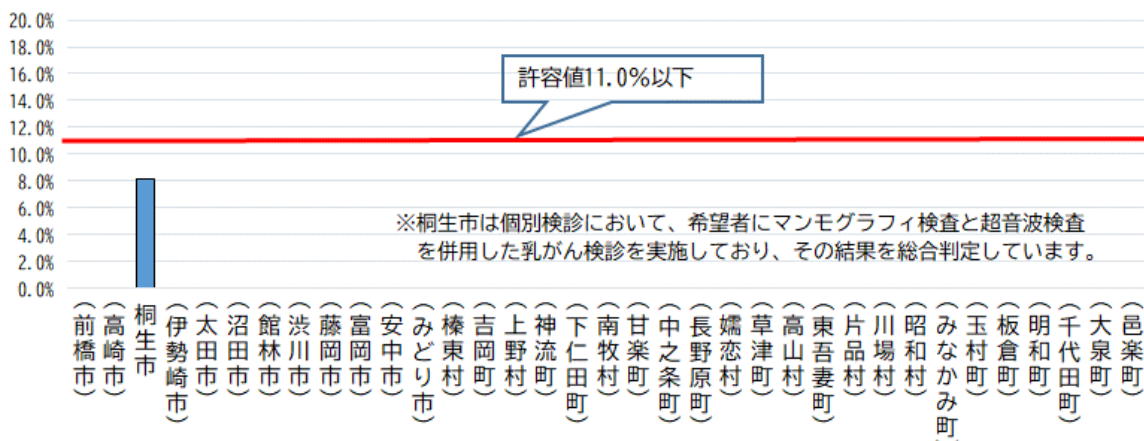 20.0%
18.0%
16.0%
14.0%
12.0%
10.0%
8.0%
6.0%
4.0%
2.0%
0.0%
許容値11.0%以下
※桐生市は個別検診において、希望者にマンモグラフィ検査と超音波検査
を併用した乳がん検診を実施しており、その結果を総合判定しています。
(前橋市)
(高崎市)
桐生市
(伊勢崎市)
(太田市)
(沼田市)
(館林市)
(渋川市)
(藤岡市)
(富岡市)
(安中市)
(みどり市)
(榛東村)
(吉岡町)
(上野村)
(神流町)
(下仁田町)
(南牧村)
(甘楽町)
(中之条町)
(長野原町)
(嬬恋村)
(草津町)
(高山村)
(東吾妻町)
(片品村)
(川場村)
(昭和村)
(みなかみ町)
(玉村町)
(板倉町)
(明和町)
(千代田町)
(大泉町)
(邑楽町)